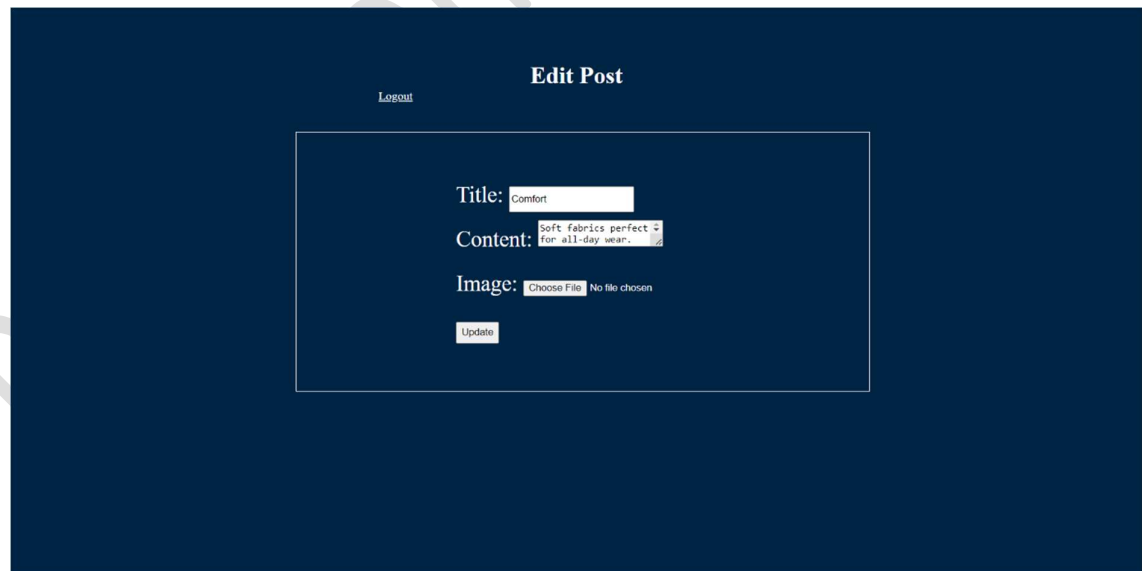 Edit Post
Logout
Title: Comfort
Content: Soft fabrics perfect
for all-day wear.
Image: Choose File No file chosen
Update